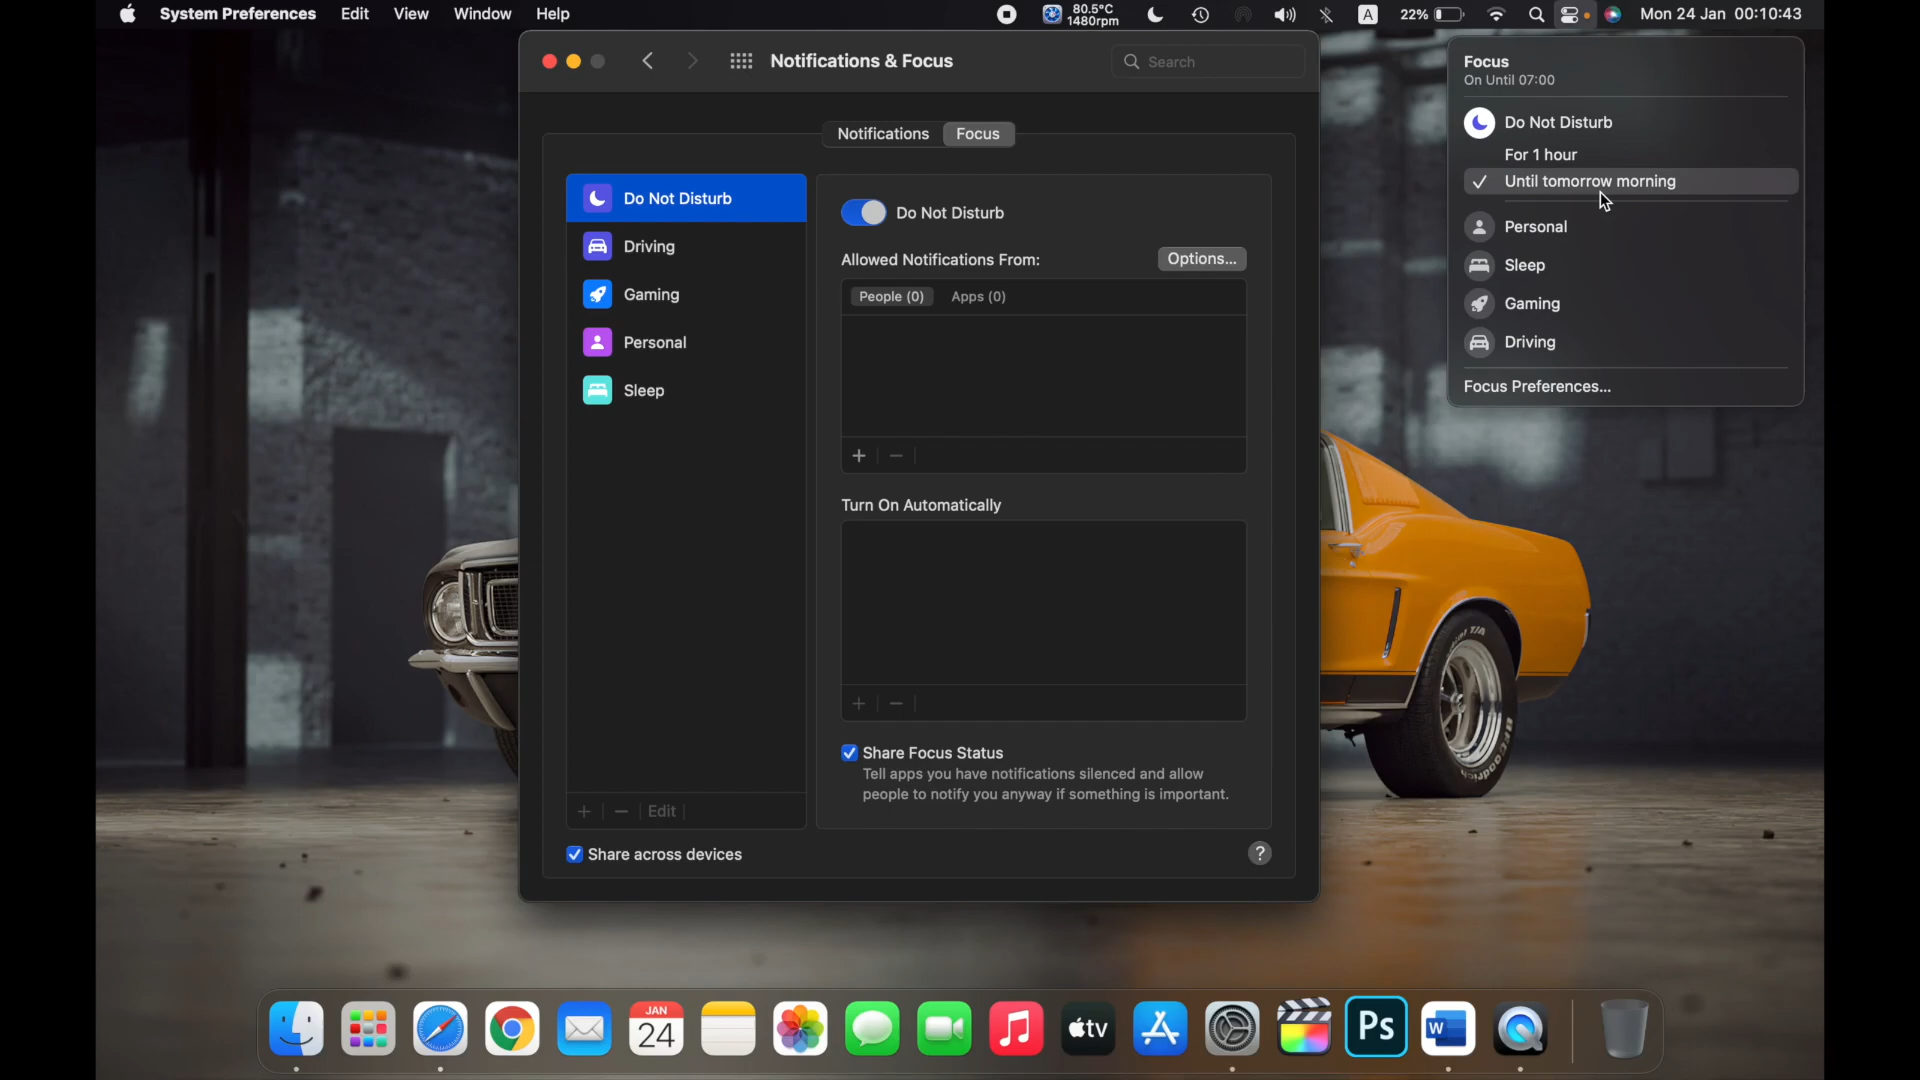 System Preferences Edit View Window Help
80.5°C
1480rpm
A 22% Mon 24 Jan 00:10:43
Notifications & Focus
Search
Notifications Focus
Do Not Disturb
Driving
Gaming
Personal
Sleep
+ − Edit
Share across devices
Do Not Disturb
Allowed Notifications From: Options...
People (0) Apps (0)
+ −
Turn On Automatically
+ −
Share Focus Status
Tell apps you have notifications silenced and allow
people to notify you anyway if something is important.
?
Focus
On Until 07:00
Do Not Disturb
For 1 hour
Until tomorrow morning
Personal
Sleep
Gaming
Driving
Focus Preferences...
T/A
BFGoodrich
JAN
24
tv
Ps
W